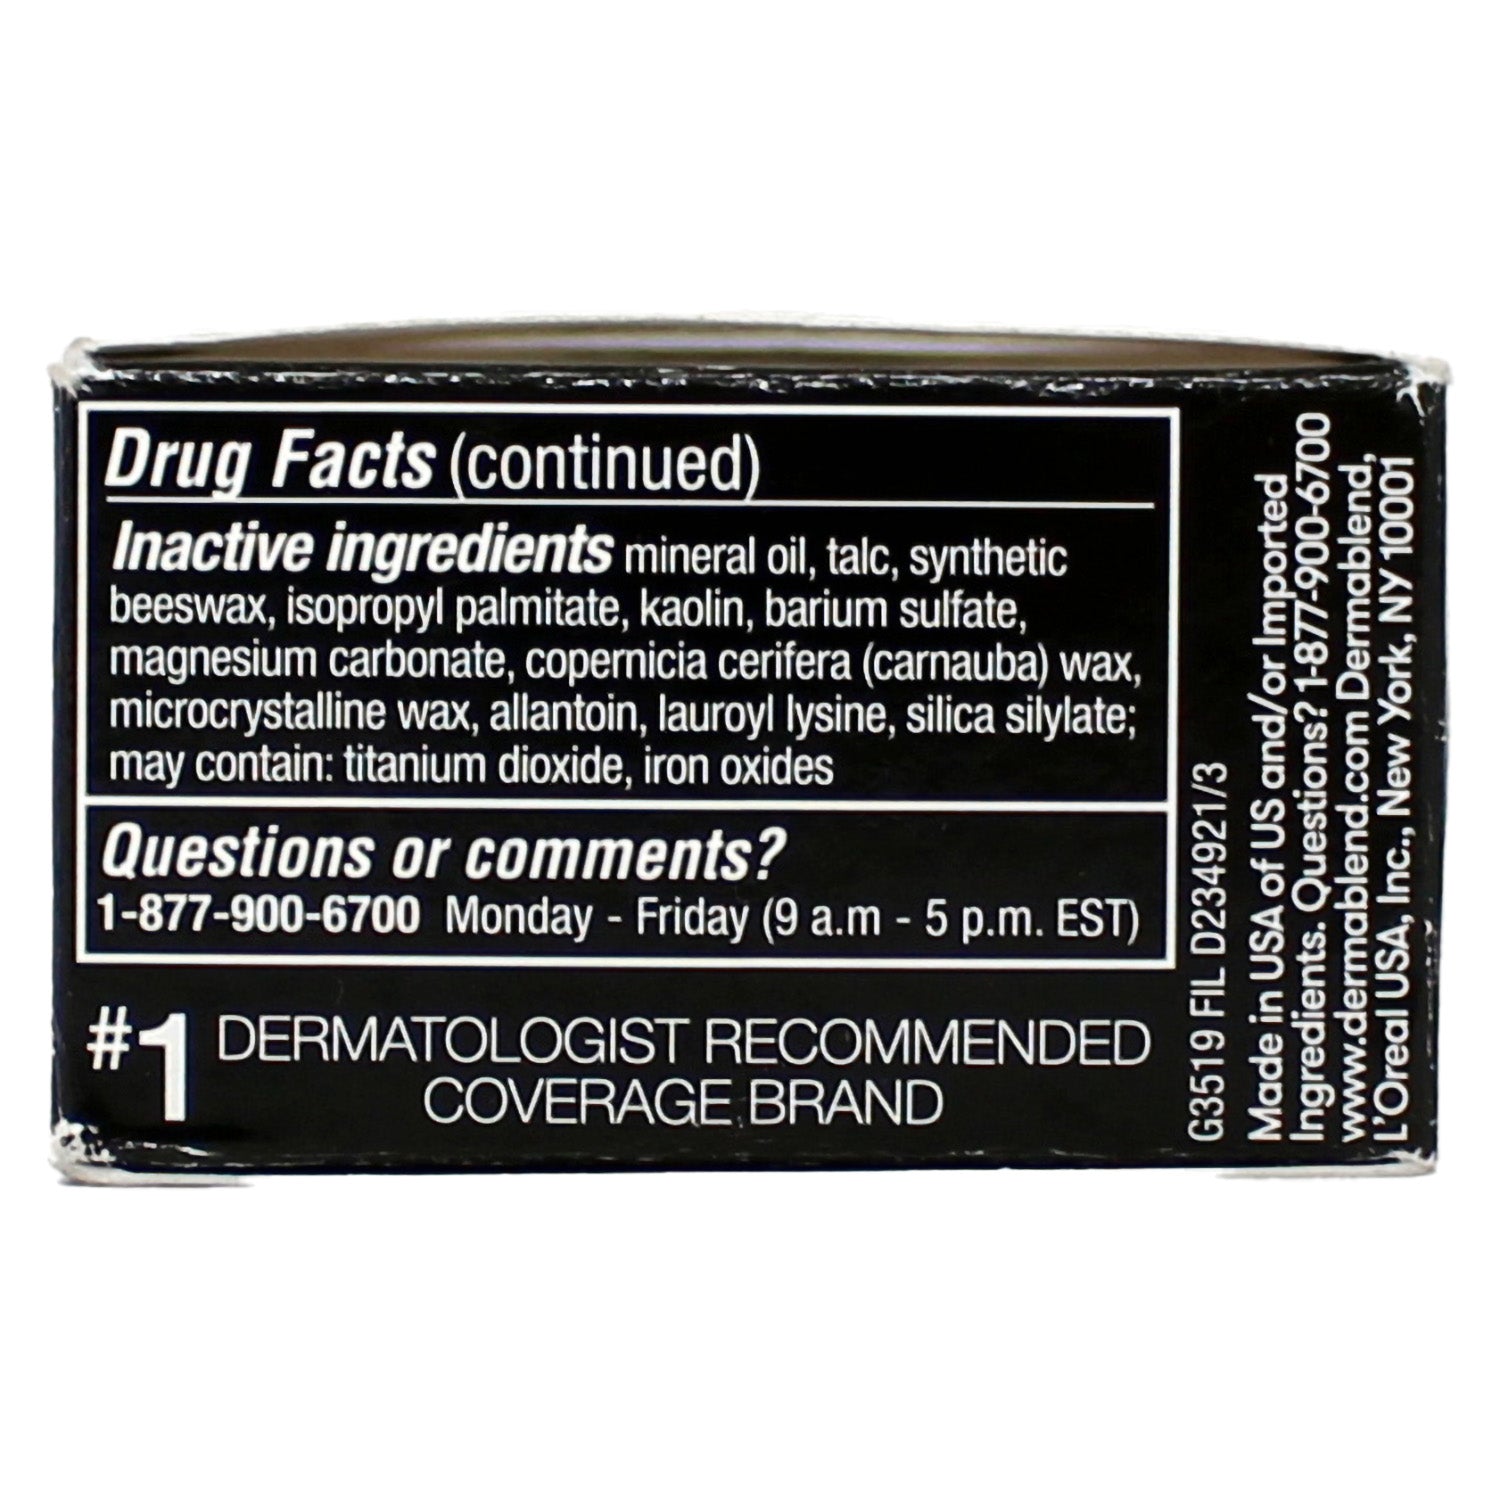 Drug Facts (continued)
Inactive ingredients mineral oil, talc, synthetic
beeswax, isopropyl palmitate, kaolin, barium sulfate,
magnesium carbonate, copernicia cerifera (carnauba) wax,
microcrystalline wax, allantoin, lauroyl lysine, silica silylate;
may contain: titanium dioxide, iron oxides
Questions or comments?
1-877-900-6700 Monday - Friday (9 a.m - 5 p.m. EST)
#1 DERMATOLOGIST RECOMMENDED
COVERAGE BRAND
G3519 FIL D234921/3
Made in USA of US and/or Imported
Ingredients. Questions? 1-877-900-6700
www.dermablend.com Dermablend,
L'Oreal USA, Inc., New York, NY 10001